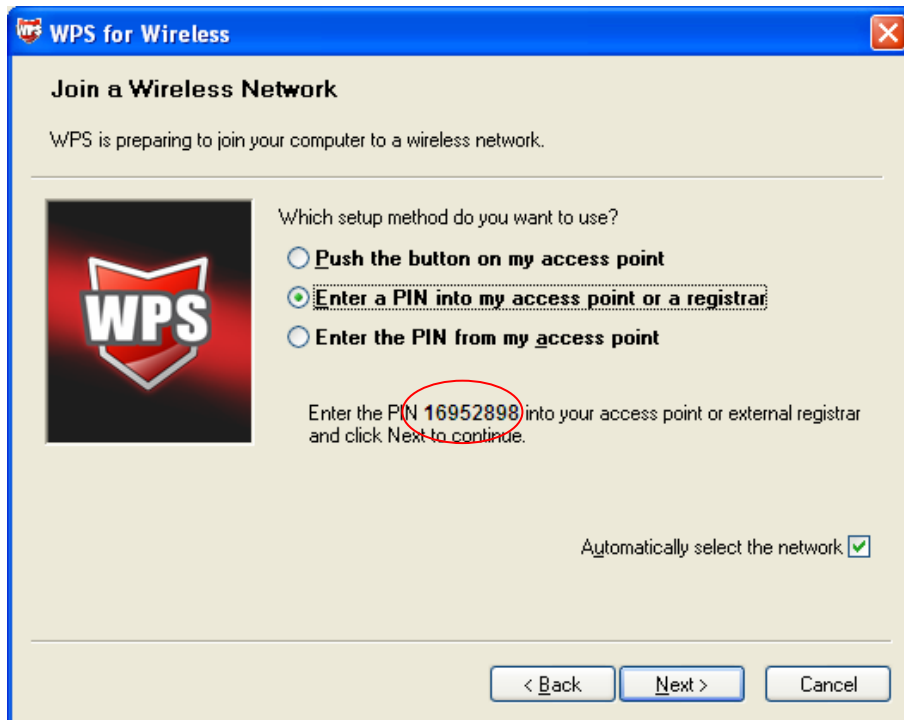 WPS WPS for Wireless
Join a Wireless Network
WPS is preparing to join your computer to a wireless network.
WPS
Which setup method do you want to use?
Push the button on my access point
Enter a PIN into my access point or a registrar
Enter the PIN from my access point
Enter the PIN 16952898 into your access point or external registrar
and click Next to continue.
Automatically select the network
< Back
Next >
Cancel